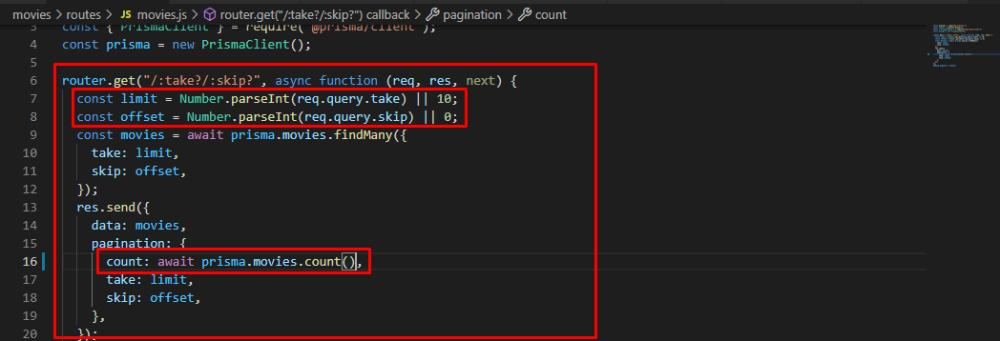 movies > routes > JS movies.js > router.get("/:take?/:skip?") callback > pagination > count
3 const { PrismaClient } = require("@prisma/client");
4 const prisma = new PrismaClient();
5
6 router.get("/:take?/:skip?", async function (req, res, next) {
7 const limit = Number.parseInt(req.query.take) || 10;
8 const offset = Number.parseInt(req.query.skip) || 0;
9 const movies = await prisma.movies.findMany({
10 take: limit,
11 skip: offset,
12 });
13 res.send({
14 data: movies,
15 pagination: {
16 count: await prisma.movies.count(),
17 take: limit,
18 skip: offset,
19 },
20 });